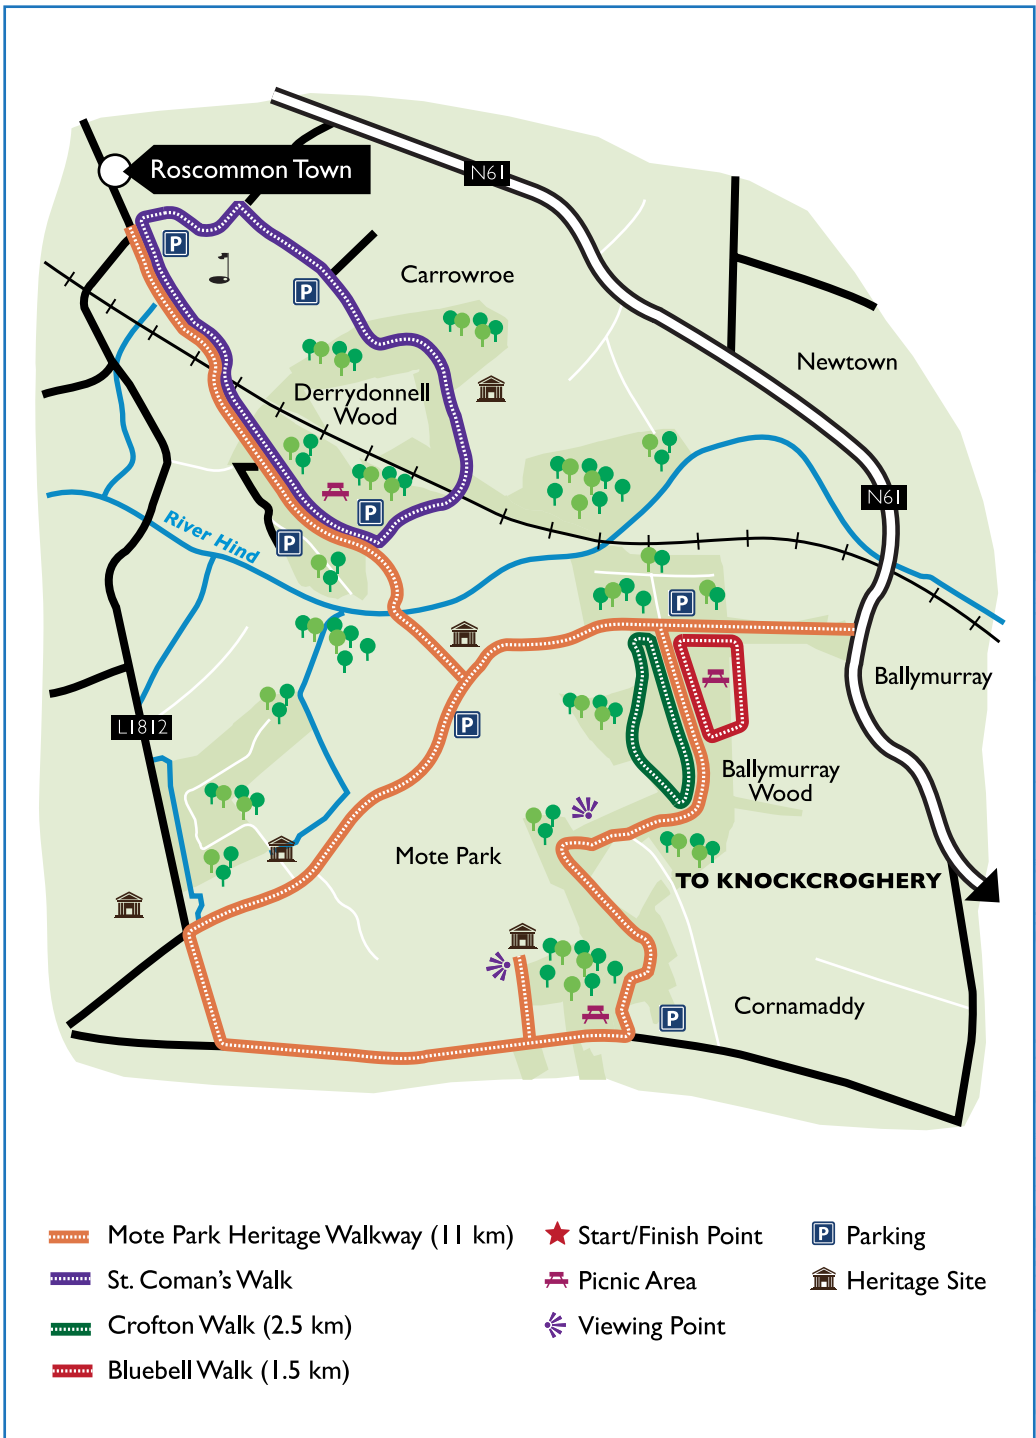 Roscommon Town
N61
Carrowroe
Newtown
Derrydonnell
Wood
N61
River Hind
Ballymurray
L1812
Ballymurray
Wood
Mote Park
TO KNOCKCROGHERY
Cornamaddy
P
P
P
P
P
P
P
Mote Park Heritage Walkway (11 km)
St. Coman's Walk
Crofton Walk (2.5 km)
Bluebell Walk (1.5 km)
Start/Finish Point
Picnic Area
Viewing Point
P Parking
Heritage Site